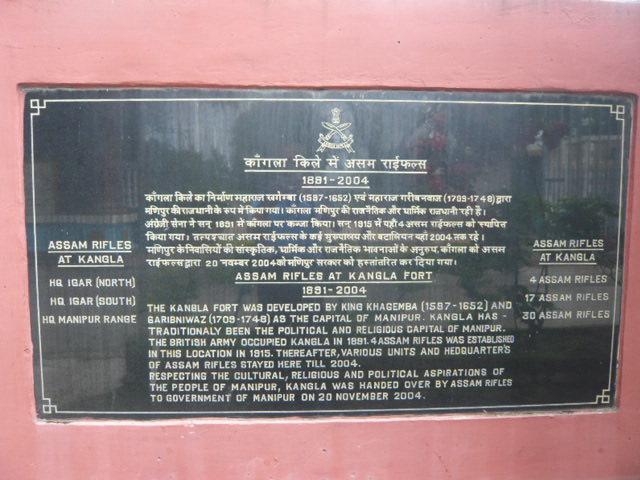 काँगला किले में असम राईफल्स
1891-2004
काँगला किले का निर्माण महाराज खगेम्बा (1597-1652) एवं महाराज गरीबनवाज (1709-1748) द्वारा
मणिपुर की राजधानी के रूप में किया गया। काँगला मणिपुर की राजनैतिक और धार्मिक राजधानी रही है।
अंग्रेजी सेना ने सन् 1891 में काँगला पर कब्जा किया। सन् 1915 में यहाँ 4 असम राईफल्स को स्थापित
किया गया। तत्पश्चात असम राईफल्स के कई मुख्यालय और बटालियन यहाँ 2004 तक रहे।
मणिपुर के निवासियों की सांस्कृतिक, धार्मिक और राजनैतिक भावनाओं के अनुरूप, काँगला को असम
राईफल्स द्वारा 20 नवम्बर 2004 को मणिपुर सरकार को हस्तांतरित कर दिया गया।
ASSAM RIFLES AT KANGLA FORT
1891-2004
THE KANGLA FORT WAS DEVELOPED BY KING KHAGEMBA (1597-1652) AND
GARIBNIWAZ (1709-1748) AS THE CAPITAL OF MANIPUR. KANGLA HAS
TRADITIONALY BEEN THE POLITICAL AND RELIGIOUS CAPITAL OF MANIPUR.
THE BRITISH ARMY OCCUPIED KANGLA IN 1891. 4 ASSAM RIFLES WAS ESTABLISHED
IN THIS LOCATION IN 1915. THEREAFTER, VARIOUS UNITS AND HEDQUARTER'S
OF ASSAM RIFLES STAYED HERE TILL 2004.
RESPECTING THE CULTURAL, RELIGIOUS AND POLITICAL ASPIRATIONS OF
THE PEOPLE OF MANIPUR, KANGLA WAS HANDED OVER BY ASSAM RIFLES
TO GOVERNMENT OF MANIPUR ON 20 NOVEMBER 2004.
ASSAM RIFLES
AT KANGLA
HQ IGAR (NORTH)
HQ IGAR (SOUTH)
HQ MANIPUR RANGE
ASSAM RIFLES
AT KANGLA
4 ASSAM RIFLES
17 ASSAM RIFLES
30 ASSAM RIFLES